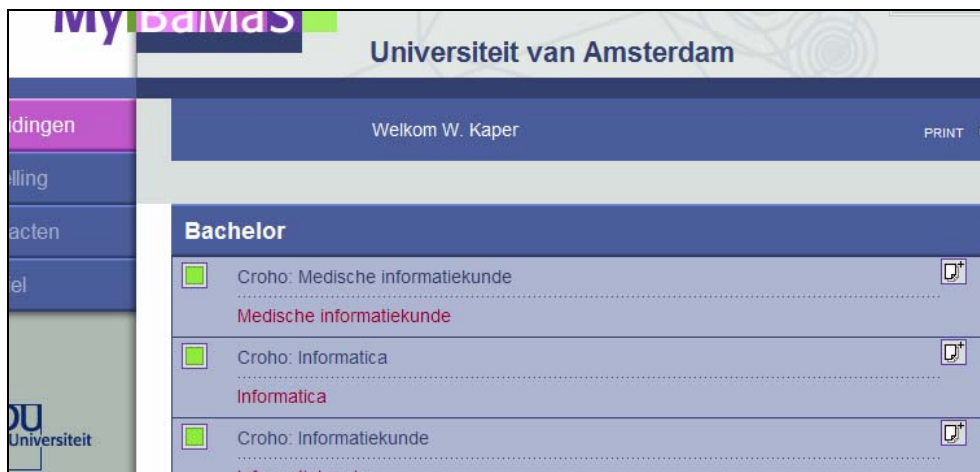 MyBaMaS
Universiteit van Amsterdam
idingen
Welkom W. Kaper
PRINT
lling
acten
Bachelor
el
Croho: Medische informatiekunde
Medische informatiekunde
Croho: Informatica
Informatica
OU
Universiteit
Croho: Informatiekunde